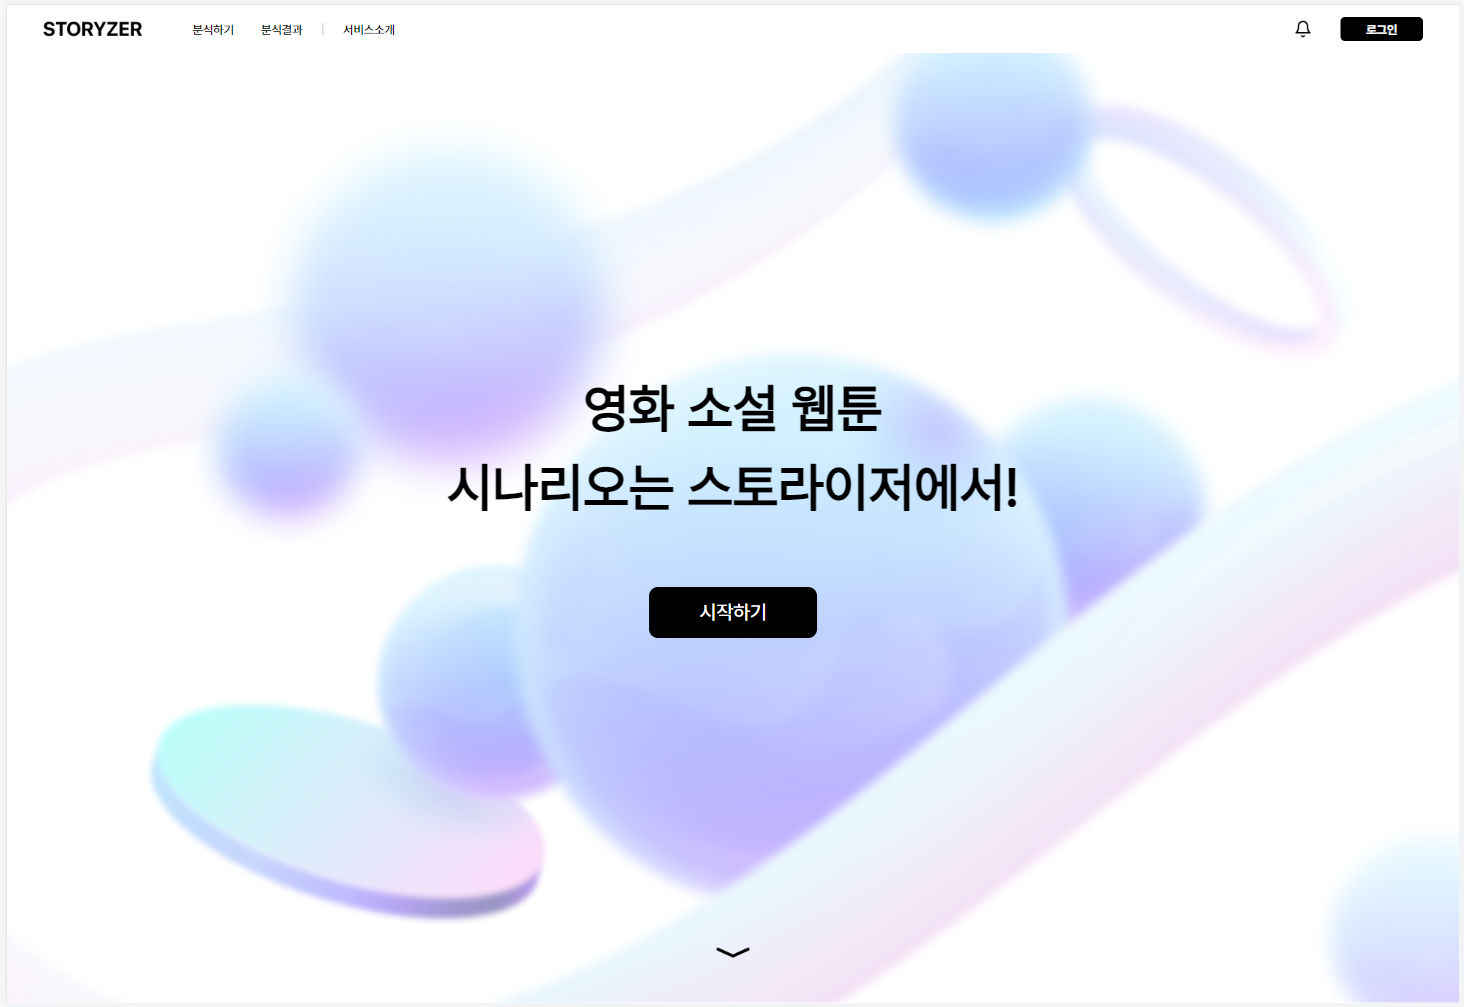 STORYZER
분석하기
분석결과
서비스소개
로그인
영화 소설 웹툰
시나리오는 스토라이저에서!
시작하기